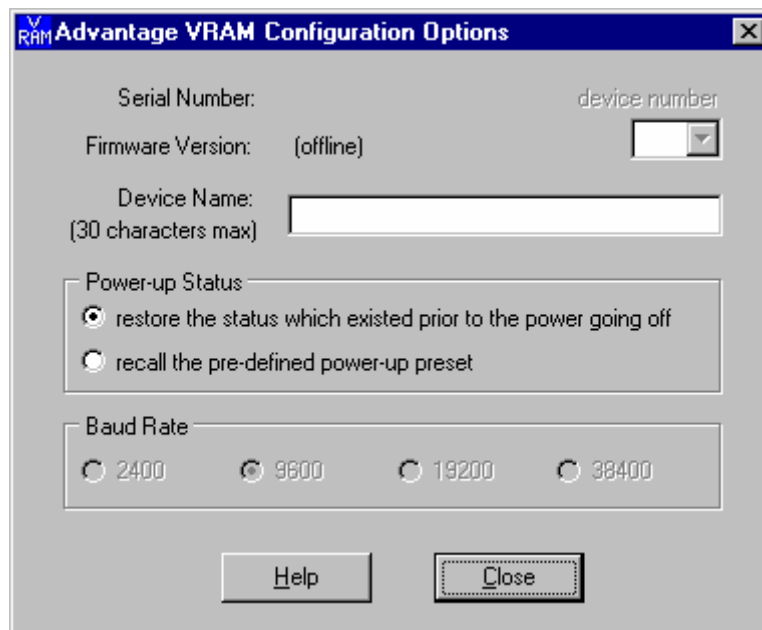 V
RAM Advantage VRAM Configuration Options
Serial Number:
device number
Firmware Version: (offline)
Device Name:
(30 characters max)
Power-up Status
restore the status which existed prior to the power going off
recall the pre-defined power-up preset
Baud Rate
2400 9600 19200 38400
Help Close